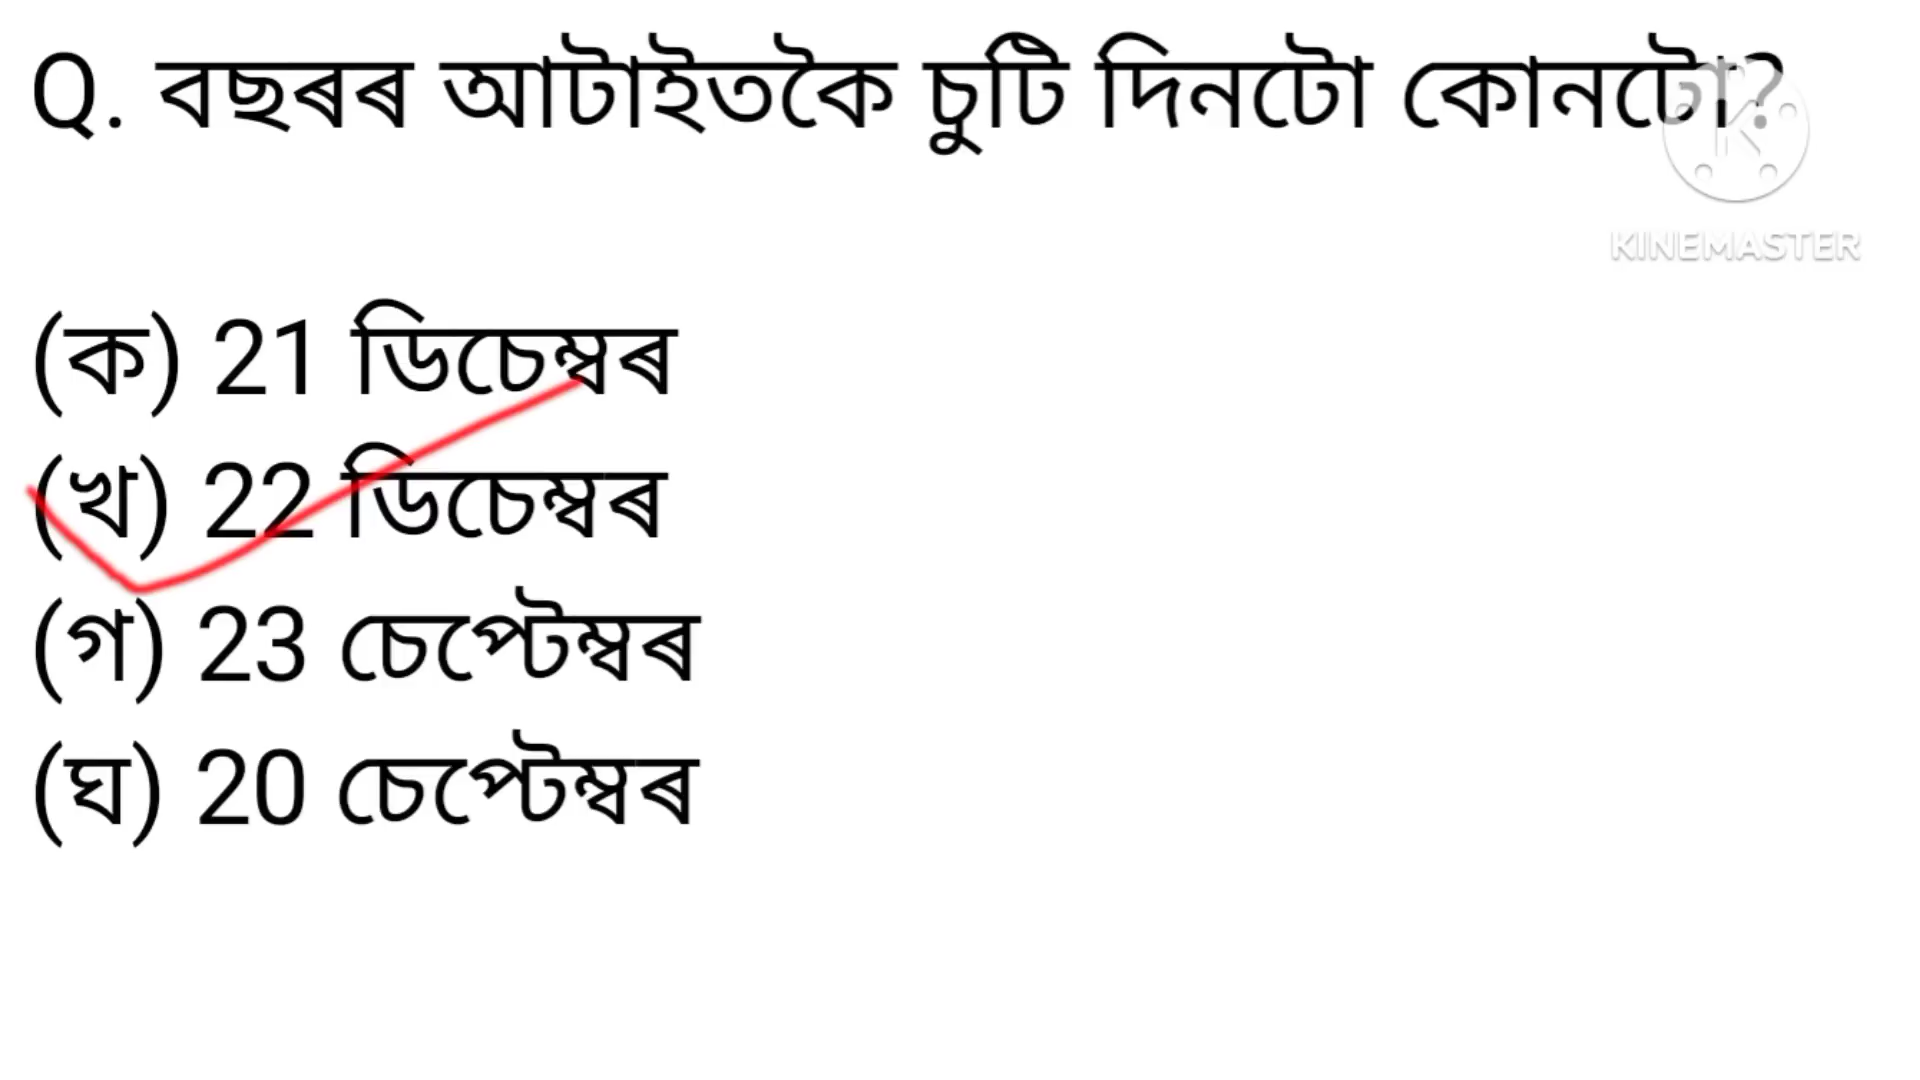 Q. বছৰৰ আটাইতকৈ চুটি দিনটো কোনটো?
KINEMASTER
(ক) 21 ডিচেম্বৰ
(খ) 22 ডিচেম্বৰ
(গ) 23 চেপ্টেম্বৰ
(ঘ) 20 চেপ্টেম্বৰ